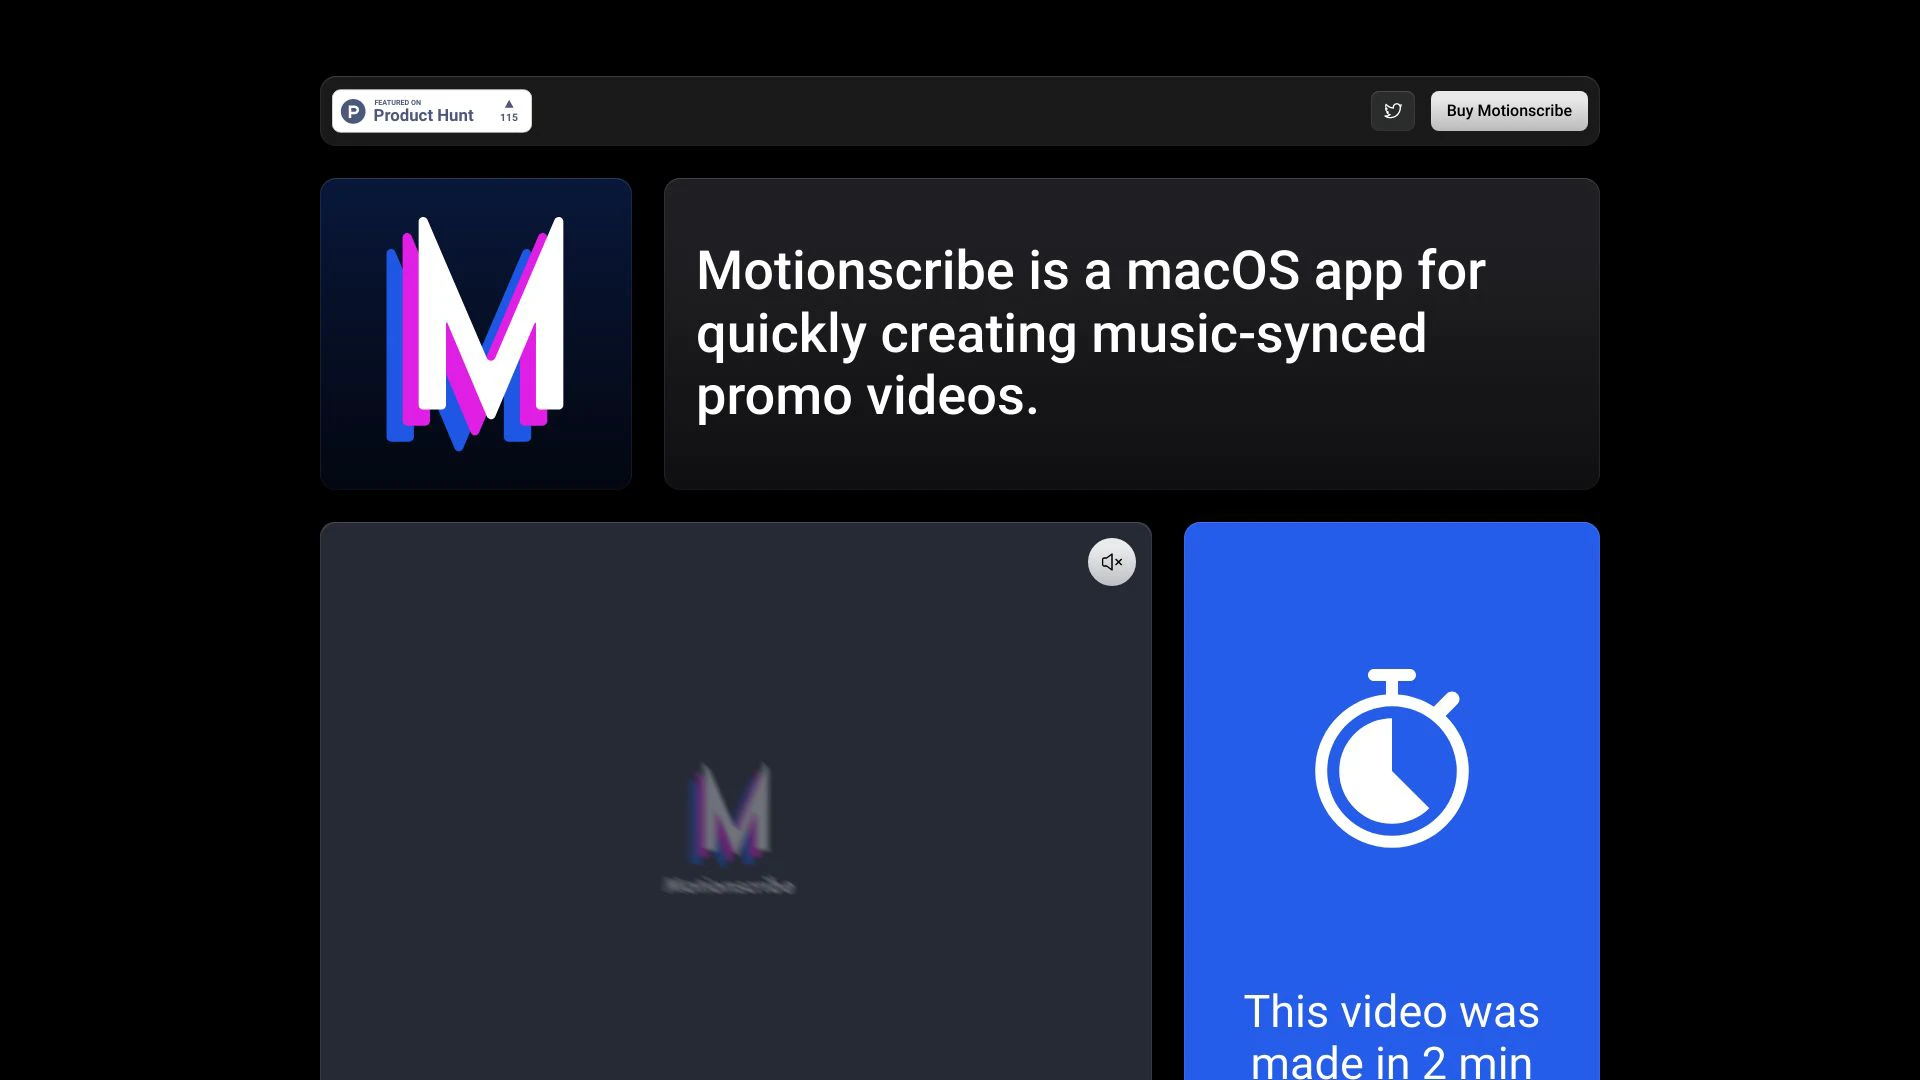 FEATURED ON
Product Hunt
115
Buy Motionscribe
M
Motionscribe is a macOS app for
quickly creating music-synced
promo videos.
M
Motionscribe
This video was
made in 2 min